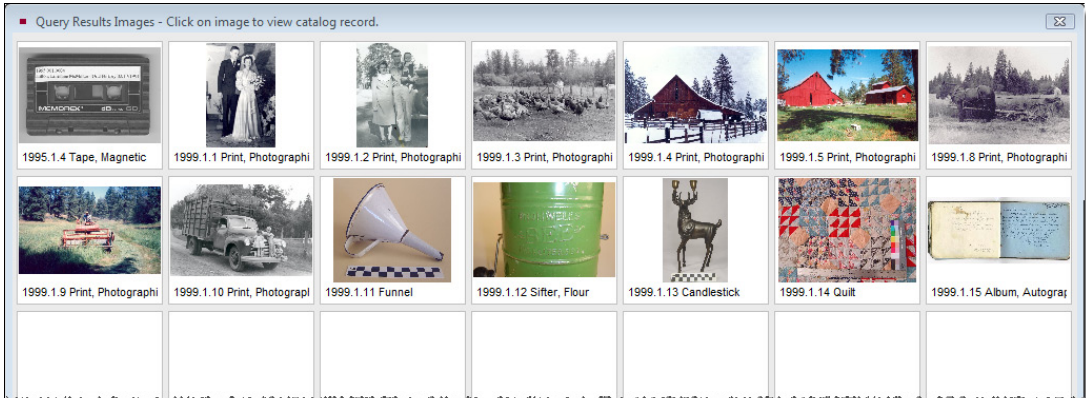 Query Results Images - Click on image to view catalog record.
MEMOREX
dB
1995.1.4 Tape, Magnetic
1999.1.1 Print, Photographi
1999.1.2 Print, Photographi
1999.1.3 Print, Photographi
1999.1.4 Print, Photographi
1999.1.5 Print, Photographi
1999.1.8 Print, Photographi
1999.1.9 Print, Photographi
1999.1.10 Print, Photograpl
1999.1.11 Funnel
1999.1.12 Sifter, Flour
1999.1.13 Candlestick
1999.1.14 Quilt
1999.1.15 Album, Autograp